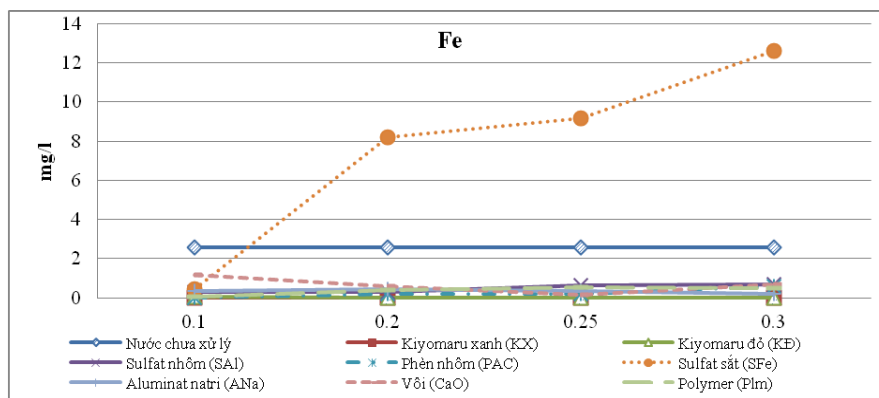 Fe
mg/l
14
12
10
8
6
4
2
0
0.1 0.2 0.25 0.3
Nước chưa xử lý Kiyomaru xanh (KX) Kiyomaru đỏ (KĐ)
Sulfat nhôm (SAl) Phèn nhôm (PAC) Sulfat sắt (SFe)
Aluminat natri (ANa) Vôi (CaO) Polymer (Plm)